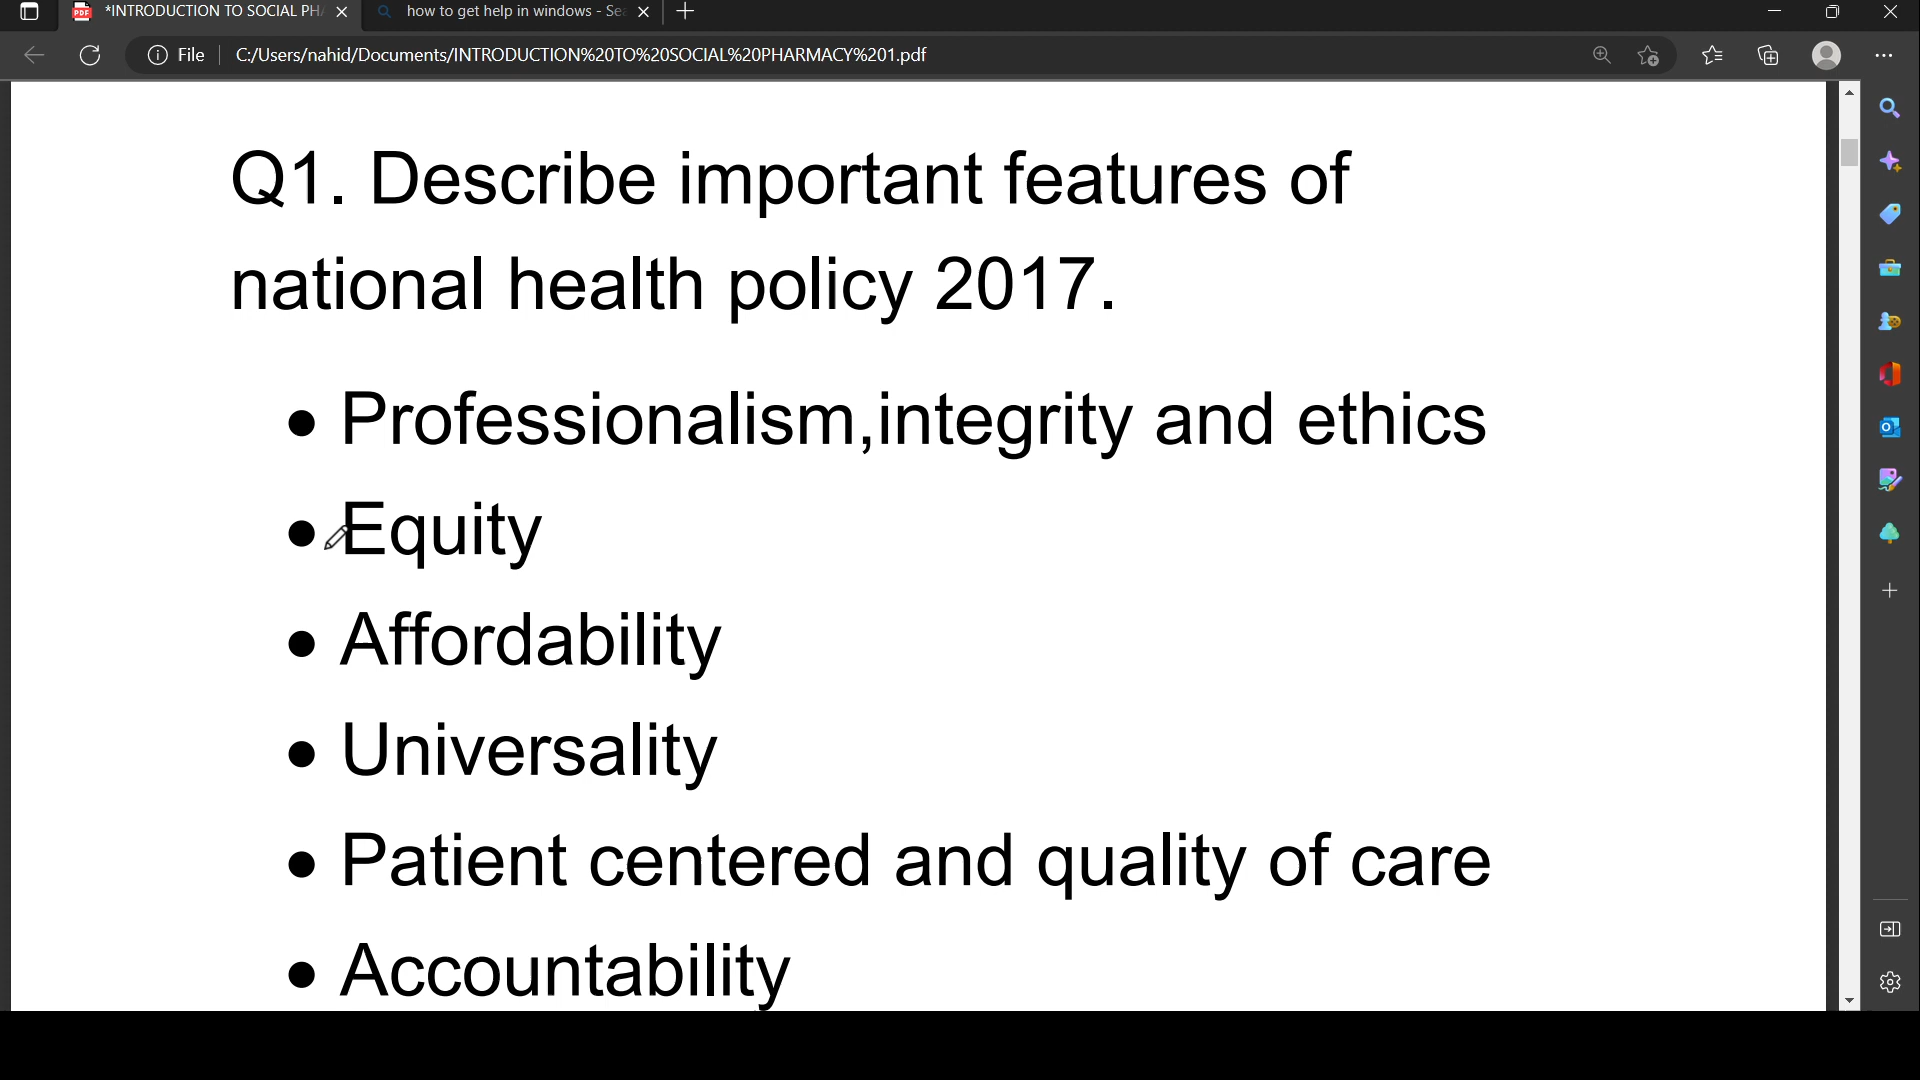 *INTRODUCTION TO SOCIAL PH
how to get help in windows - Sea
File
C:/Users/nahid/Documents/INTRODUCTION%20TO%20SOCIAL%20PHARMACY%201.pdf
Q1. Describe important features of
national health policy 2017.
• Professionalism,integrity and ethics
• Equity
• Affordability
• Universality
• Patient centered and quality of care
• Accountability